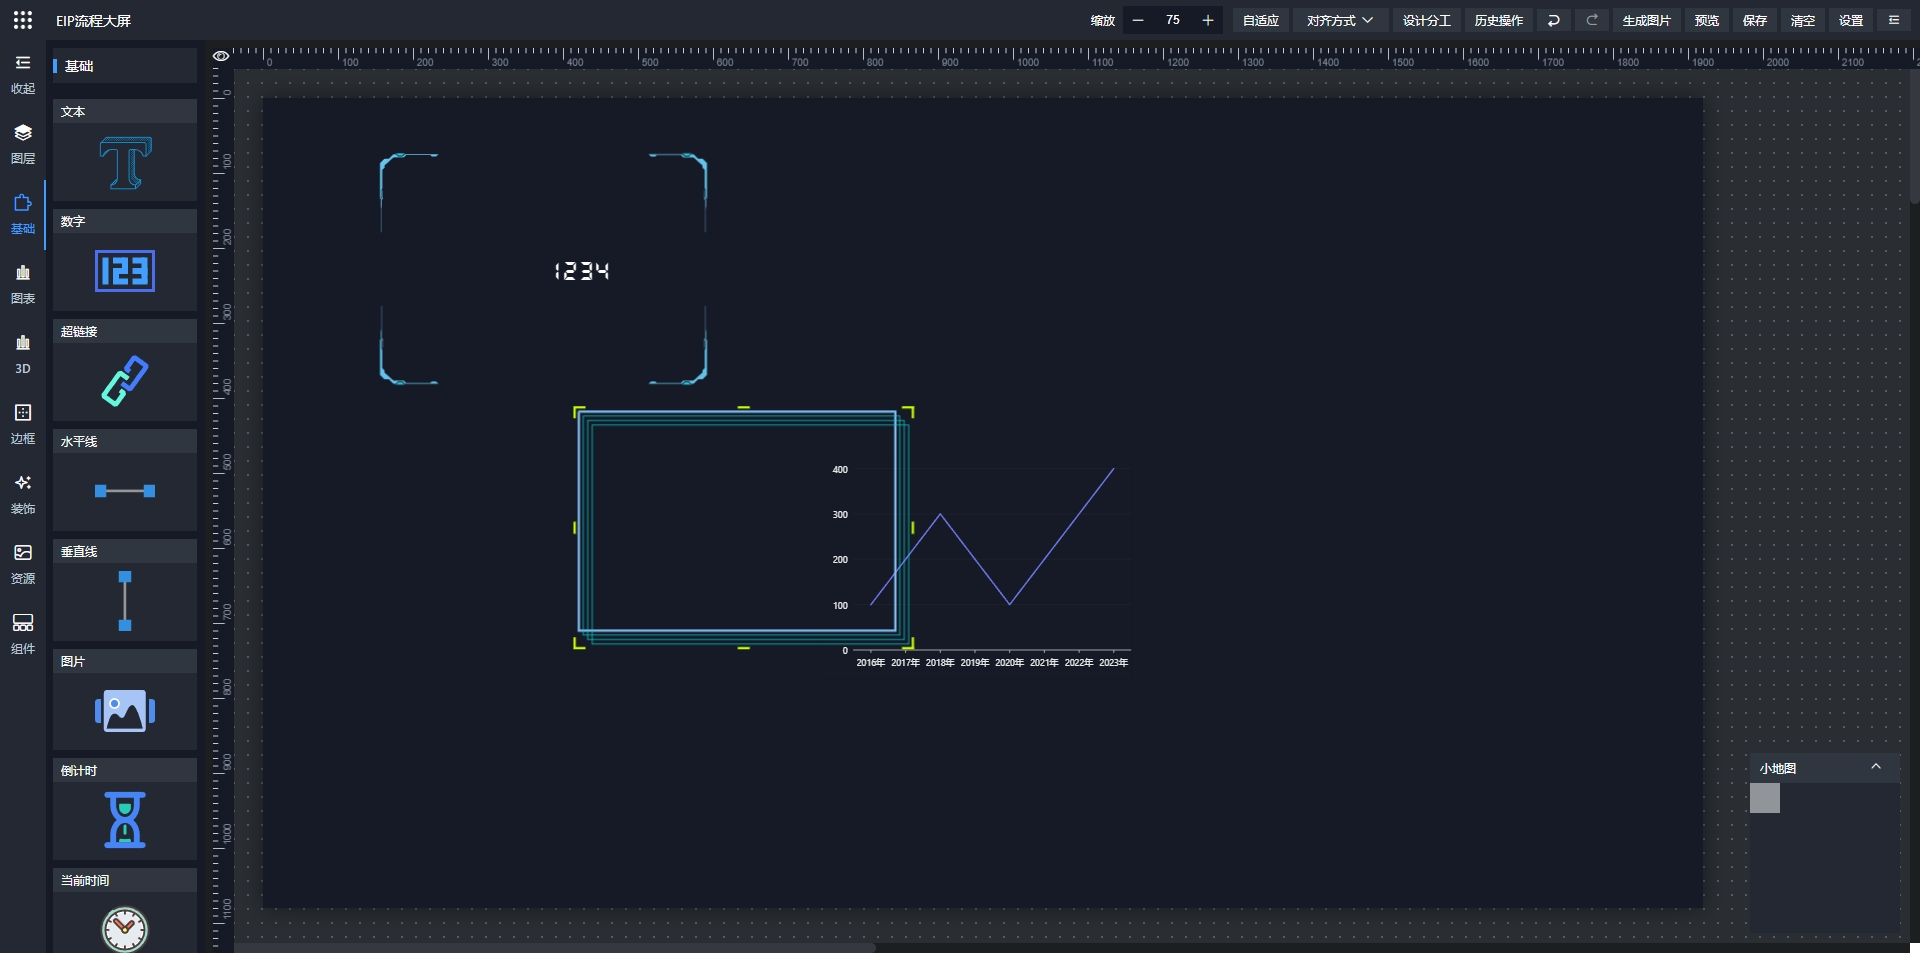 EIP流程大屏
缩放 75 自适应 对齐方式 设计分工 历史操作 生成图片 预览 保存 清空 设置
0 100 200 300 400 500 600 700 800 900 1000 1100 1200 1300 1400 1500 1600 1700 1800 1900 2000 2100
收起
图层
基础
图表
3D
边框
装饰
资源
组件
基础
文本
数字
123
超链接
水平线
垂直线
图片
倒计时
当前时间
0
100
200
300
400
500
600
700
800
900
1000
1100
1234
400
300
200
100
0
2016年 2017年 2018年 2019年 2020年 2021年 2022年 2023年
小地图